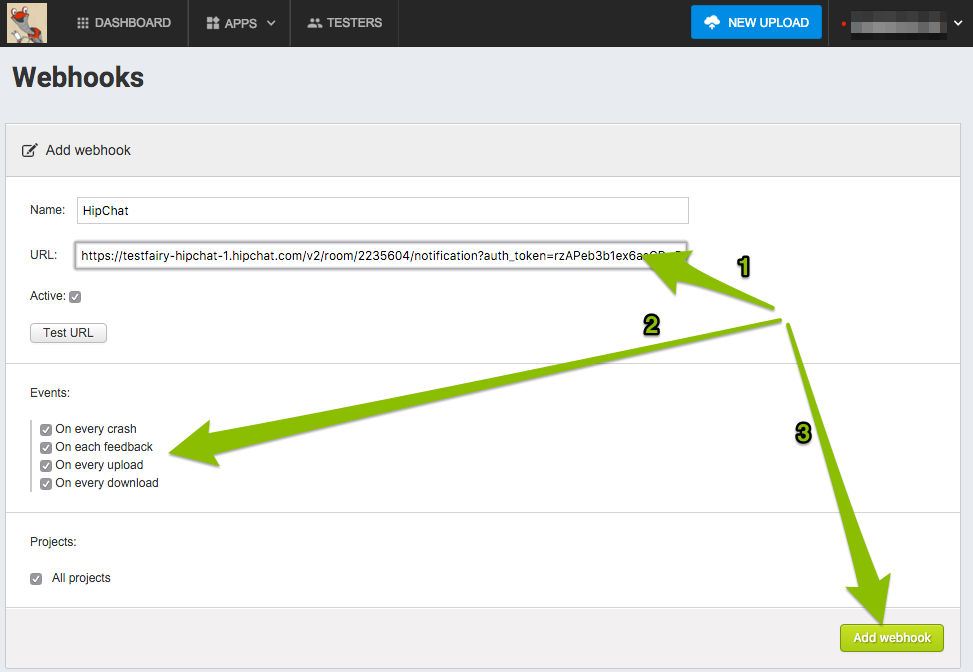 DASHBOARD APPS TESTERS NEW UPLOAD
Webhooks
Add webhook
Name: HipChat
URL: https://testfairy-hipchat-1.hipchat.com/v2/room/2235604/notification?auth_token=rzAPeb3b1ex6a
1
Active:
2
Test URL
Events:
On every crash
3
On each feedback
On every upload
On every download
Projects:
All projects
Add webhook